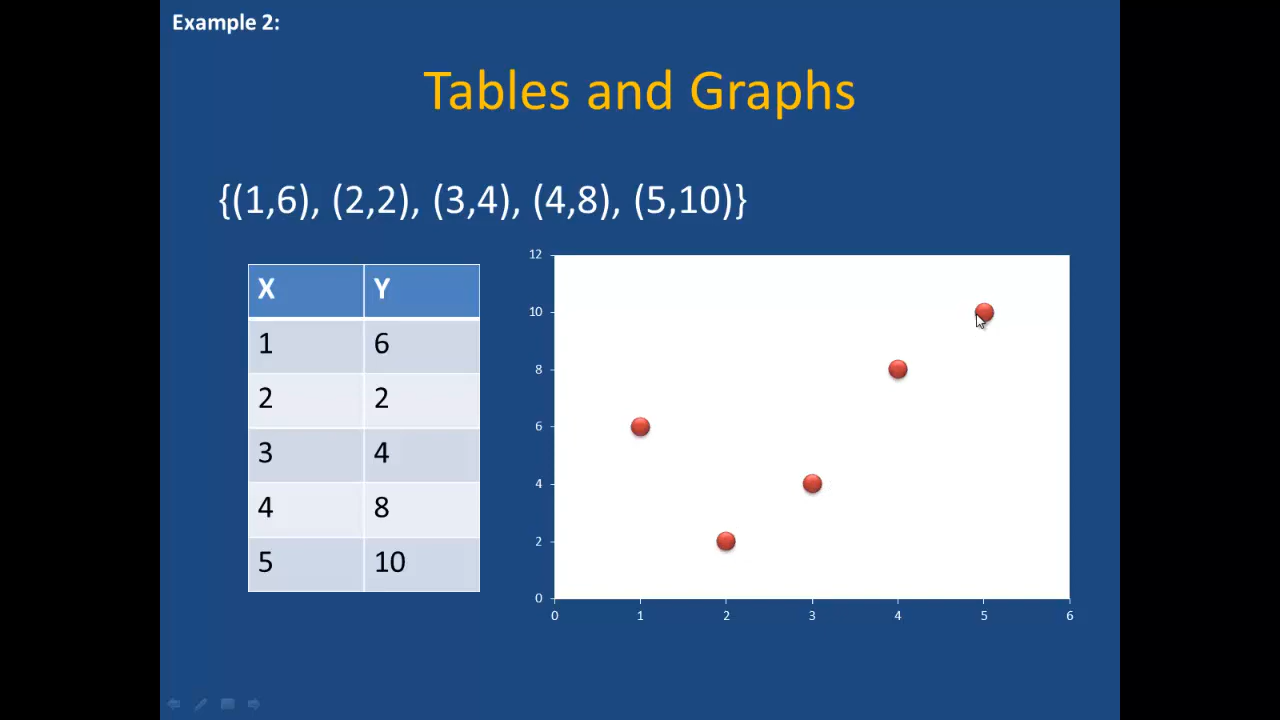 Example 2:
Tables and Graphs
{(1,6), (2,2), (3,4), (4,8), (5,10)}
X Y
1 6
2 2
3 4
4 8
5 10
12
10
8
6
4
2
0
0 1 2 3 4 5 6